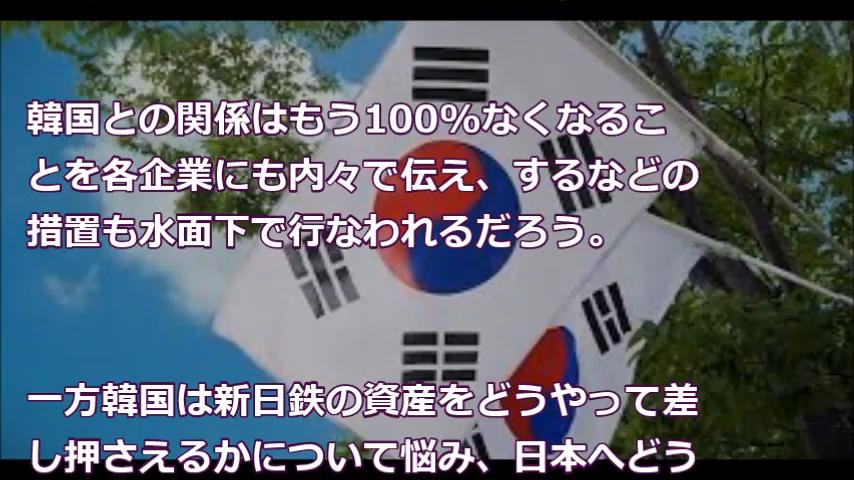 韓国との関係はもう100%なくなるこ
とを各企業にも内々で伝え、するなどの
措置も水面下で行なわれるだろう。
一方韓国は新日鉄の資産をどうやって差
し押さえるかについて悩み、日本へどう